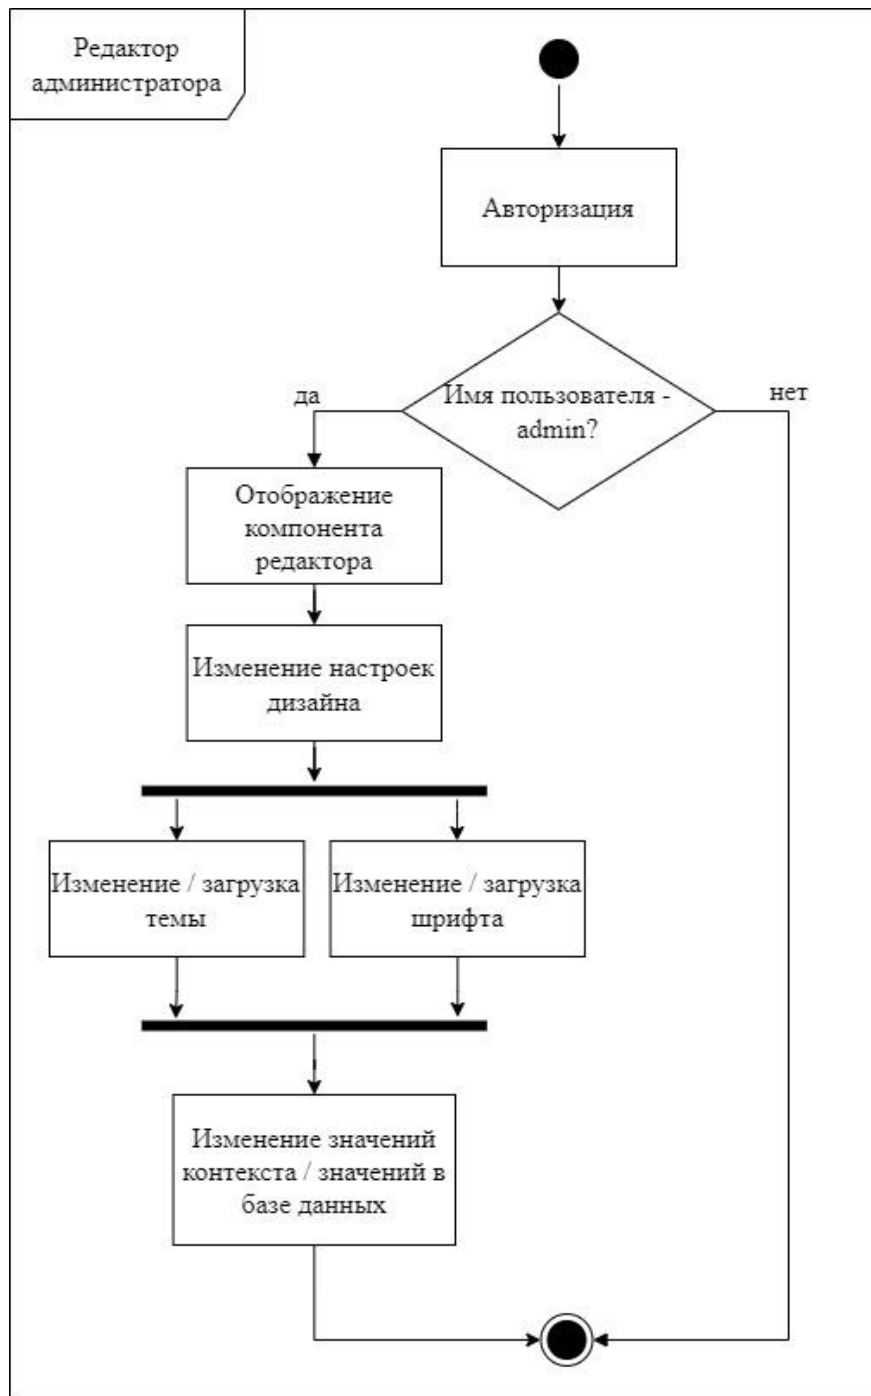 Редактор
администратора
Авторизация
Имя пользователя -
admin?
да
нет
Отображение
компонента
редактора
Изменение настроек
дизайна
Изменение / загрузка
темы
Изменение / загрузка
шрифта
Изменение значений
контекста / значений в
базе данных